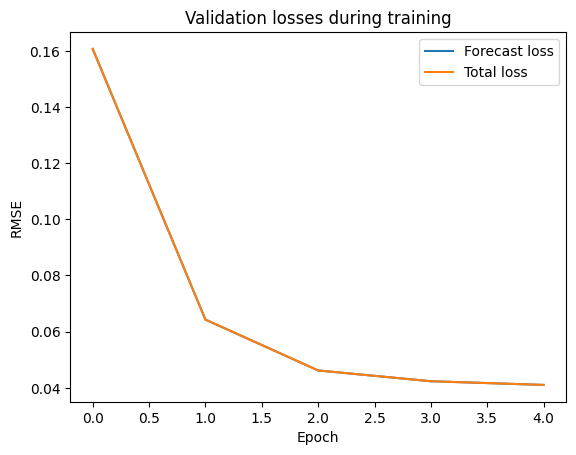 Validation losses during training
Forecast loss
Total loss
0.16
0.14
0.12
0.10
0.08
0.06
0.04
RMSE
0.0 0.5 1.0 1.5 2.0 2.5 3.0 3.5 4.0
Epoch